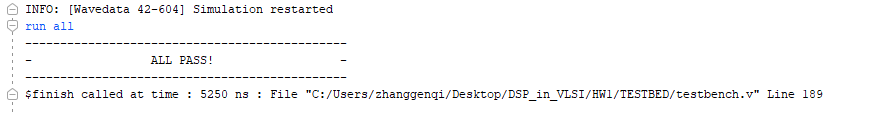 INFO: [Wavedata 42-604] Simulation restarted
run all
----------------------------------------------
-                 ALL PASS!                  -
----------------------------------------------
$finish called at time : 5250 ns : File "C:/Users/zhanggenqi/Desktop/DSP_in_VLSI/HW1/TESTBED/testbench.v" Line 189